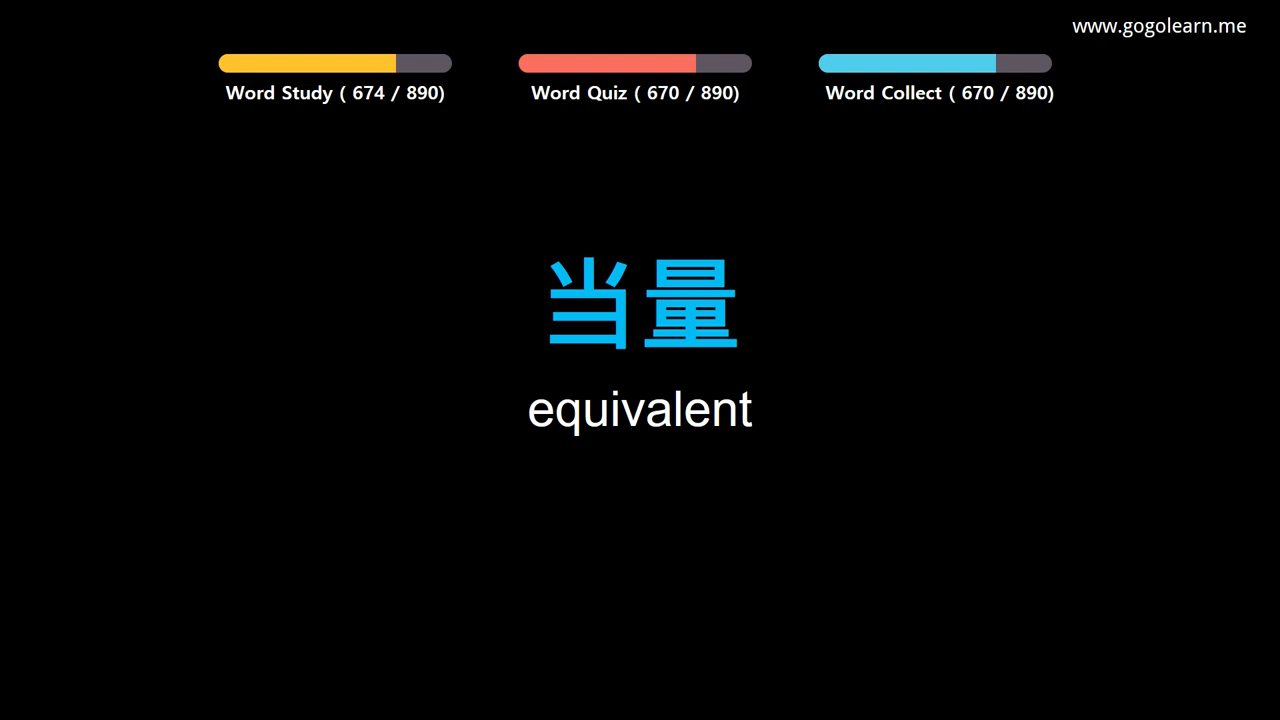 www.gogolearn.me
Word Study ( 674 / 890)
Word Quiz ( 670 / 890)
Word Collect ( 670 / 890)
当量
equivalent